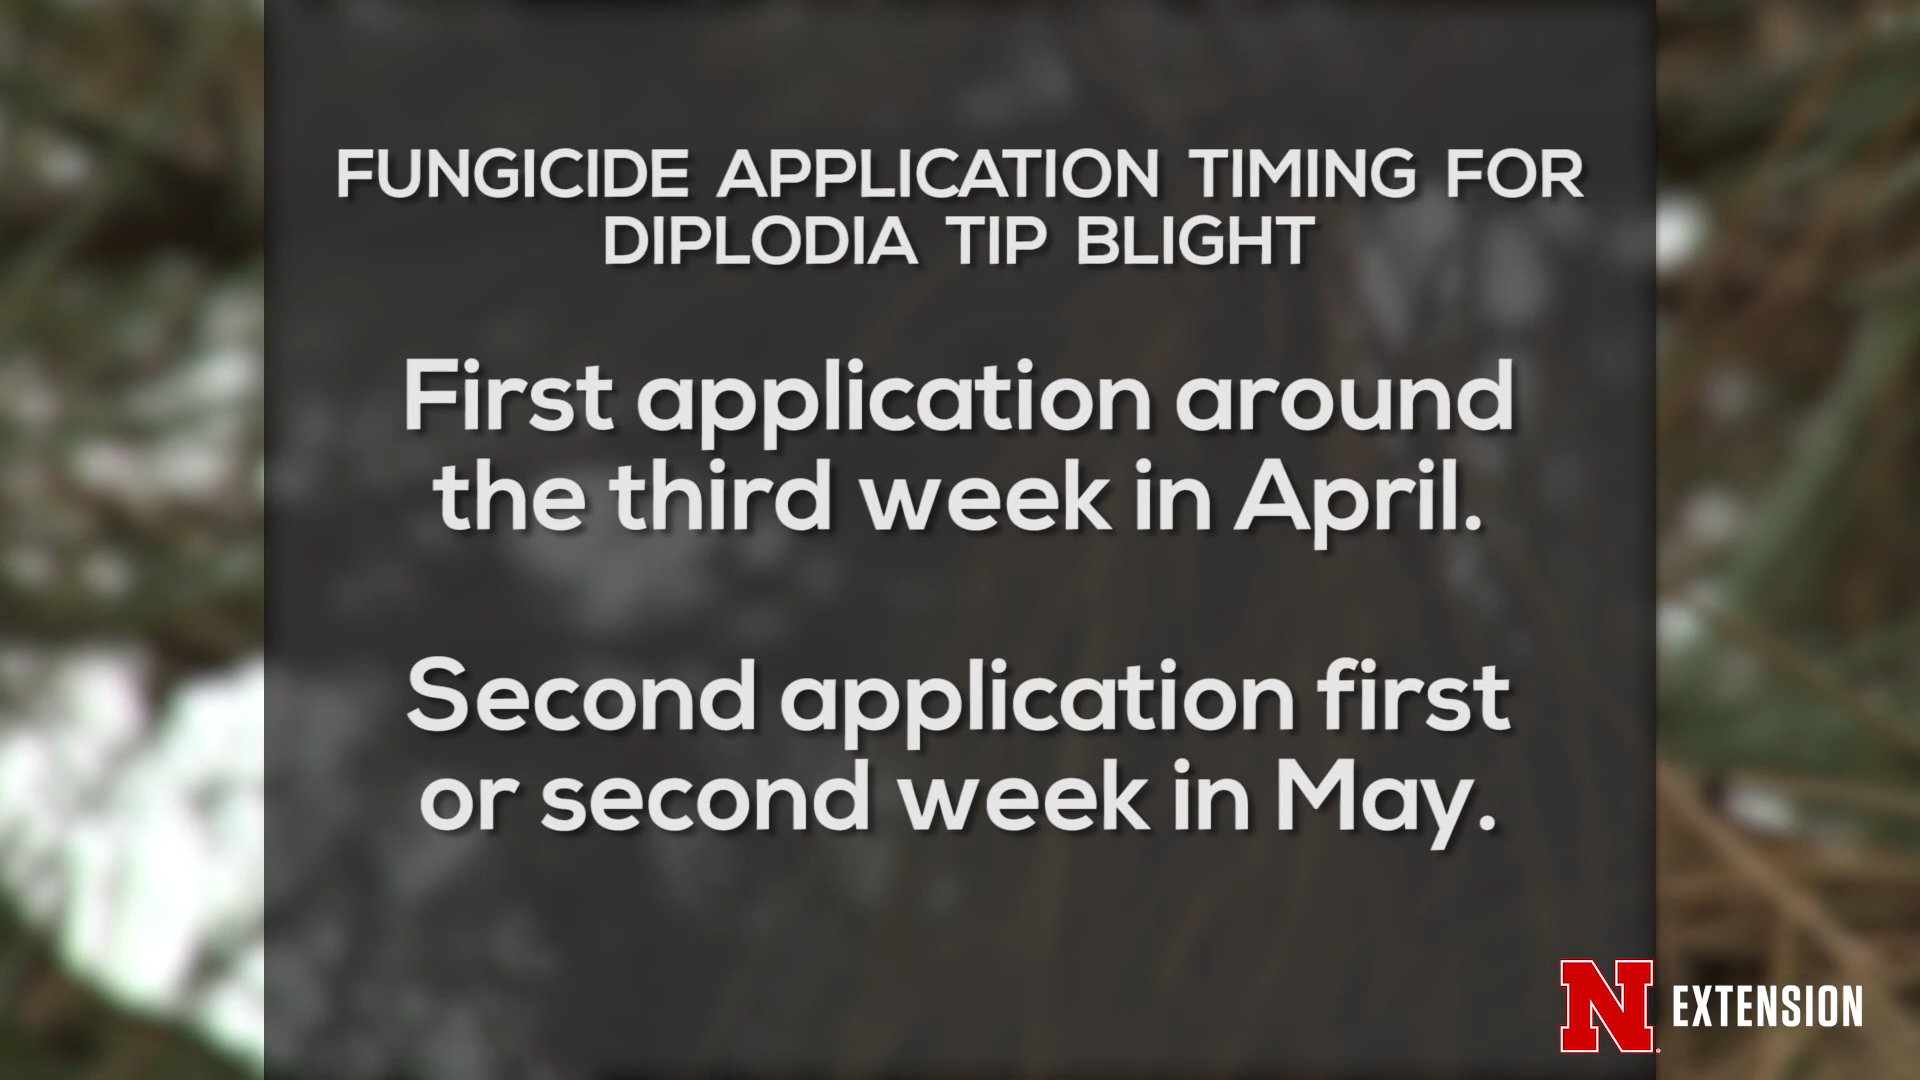 FUNGICIDE APPLICATION TIMING FOR
DIPLODIA TIP BLIGHT
First application around
the third week in April.
Second application first
or second week in May.
N EXTENSION